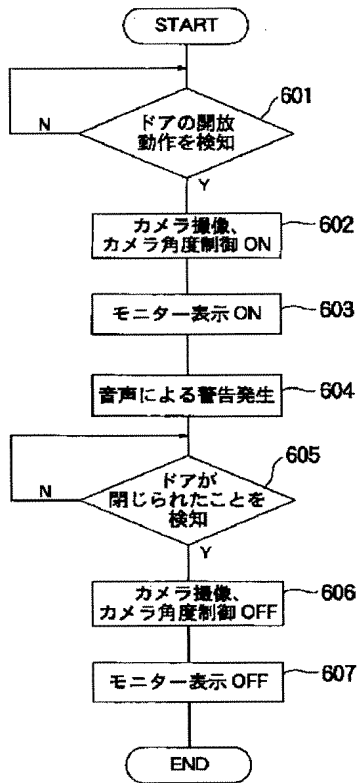 START
601
ドアの開放
動作を検知
N
Y
602
カメラ撮像、
カメラ角度制御 ON
603
モニター表示 ON
604
音声による警告発生
605
ドアが
閉じられたことを
検知
N
Y
606
カメラ撮像、
カメラ角度制御 OFF
607
モニター表示 OFF
END